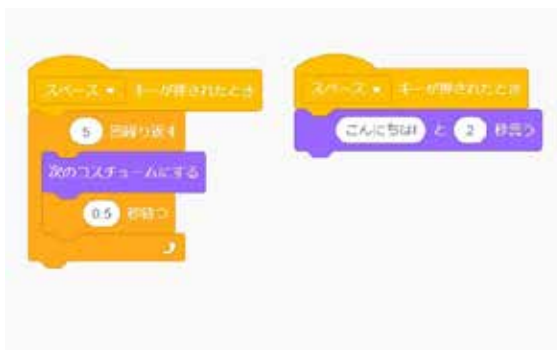 スペース キーが押されたとき
5 回繰り返す
次のコスチュームにする
0.5 秒待つ
スペース キーが押されたとき
こんにちは! と 2 秒言う